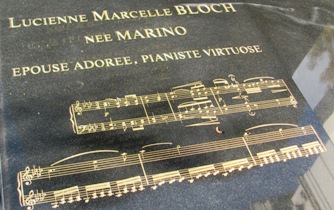 LUCIENNE MARCELLE BLOCH
NEE MARINO
EPOUSE ADOREE, PIANISTE VIRTUOSE